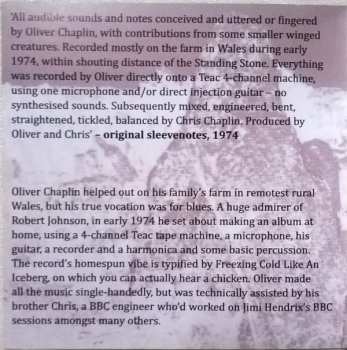 'All audible sounds and notes conceived and uttered or fingered
by Oliver Chaplin, with contributions from some smaller winged
creatures. Recorded mostly on the farm in Wales during early
1974, within shouting distance of the Standing Stone. Everything
was recorded by Oliver directly onto a Teac 4-channel machine,
using one microphone and/or direct injection guitar – no
synthesised sounds. Subsequently mixed, engineered, bent,
straightened, tickled, balanced by Chris Chaplin. Produced by
Oliver and Chris' – original sleevenotes, 1974
Oliver Chaplin helped out on his family's farm in remotest rural
Wales, but his true vocation was for blues. A huge admirer of
Robert Johnson, in early 1974 he set about making an album at
home, using a 4-channel Teac tape machine, a microphone, his
guitar, a recorder and a harmonica and some basic percussion.
The record's homespun vibe is typified by Freezing Cold Like An
Iceberg, on which you can actually hear a chicken. Oliver made
all the music single-handedly, but was technically assisted by his
brother Chris, a BBC engineer who'd worked on Jimi Hendrix's BBC
sessions amongst many others.